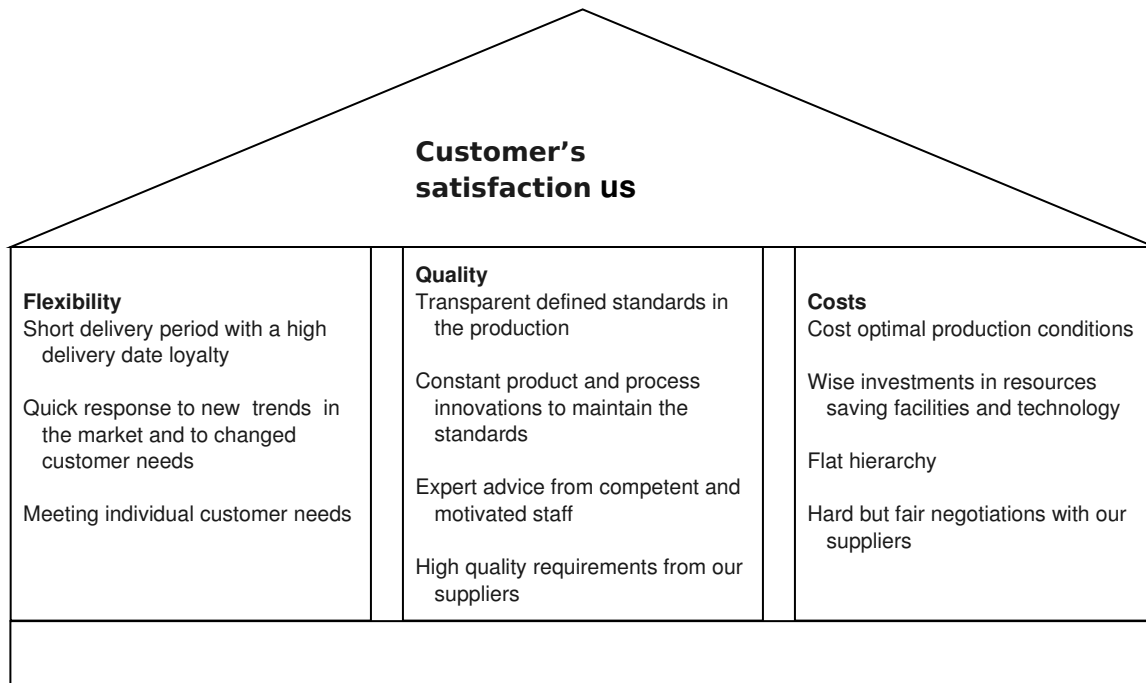 Customer’s
satisfaction us
Flexibility
Short delivery period with a high
delivery date loyalty
Quick response to new trends in
the market and to changed
customer needs
Meeting individual customer needs
Quality
Transparent defined standards in
the production
Constant product and process
innovations to maintain the
standards
Expert advice from competent and
motivated staff
High quality requirements from our
suppliers
Costs
Cost optimal production conditions
Wise investments in resources
saving facilities and technology
Flat hierarchy
Hard but fair negotiations with our
suppliers